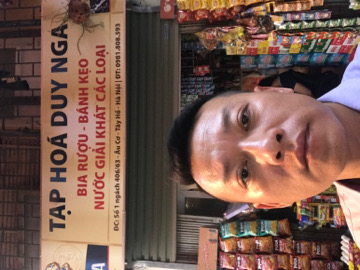 TẠP HOÁ DUY NGA
BIA RƯỢU - BÁNH KẸO
NƯỚC GIẢI KHÁT CÁC LOẠI
ĐC: Số 1 ngách 406/63 - Âu Cơ - Tây Hồ - Hà Nội | ĐT: 0981.808.593